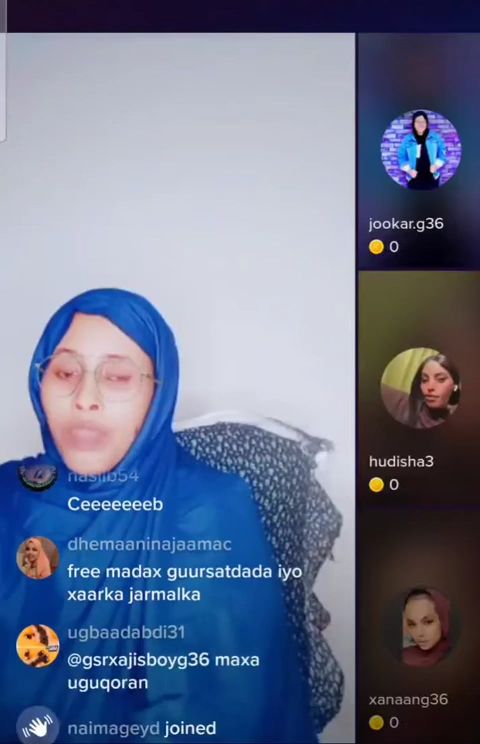 jookar.g36
0
hudisha3
0
xanaang36
0
nasiib54
Ceeeeeeeb
dhemaaninajaamac
free madax guursatdada iyo
xaarka jarmalka
ugbaadabdi31
@gsrxajisboyg36 maxa
uguqoran
naimageyd joined